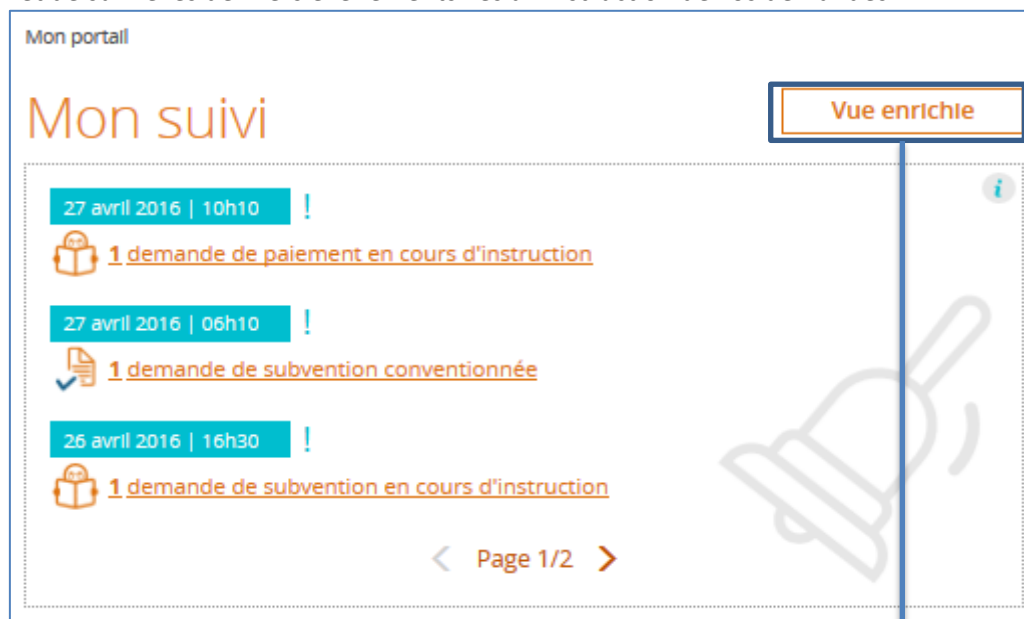 Mon portail
Mon suivi
Vue enrichie
27 avril 2016 | 10h10 !
1 demande de paiement en cours d'instruction
27 avril 2016 | 06h10 !
1 demande de subvention conventionnée
26 avril 2016 | 16h30 !
1 demande de subvention en cours d'instruction
< Page 1/2 >